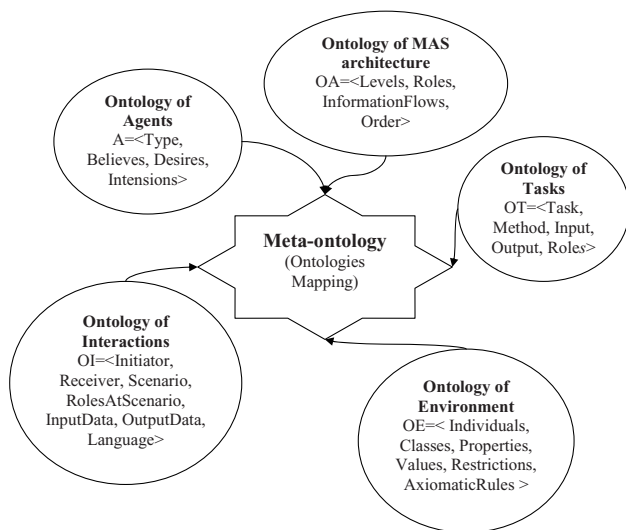 Ontology of MAS
architecture
OA=<Levels, Roles,
InformationFlows,
Order>
Ontology of
Agents
A=<Type,
Believes, Desires,
Intensions>
Ontology of
Tasks
OT=<Task,
Method, Input,
Output, Roles>
Meta-ontology
(Ontologies
Mapping)
Ontology of
Interactions
OI=<Initiator,
Receiver, Scenario,
RolesAtScenario,
InputData, OutputData,
Language>
Ontology of
Environment
OE=< Individuals,
Classes, Properties,
Values, Restrictions,
AxiomaticRules >